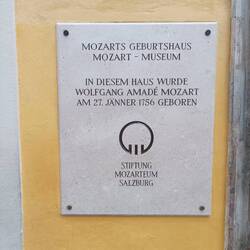 MOZARTS GEBURTSHAUS
MOZART - MUSEUM
IN DIESEM HAUS WURDE
WOLFGANG AMADÉ MOZART
AM 27. JÄNNER 1756 GEBOREN
STIFTUNG
MOZARTEUM
SALZBURG